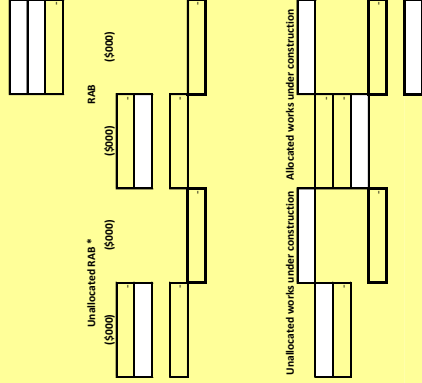 -
Unallocated RAB * RAB
($000) ($000) ($000) ($000)
- -
- -
- -
Unallocated works under construction Allocated works under construction
-
- -
- -